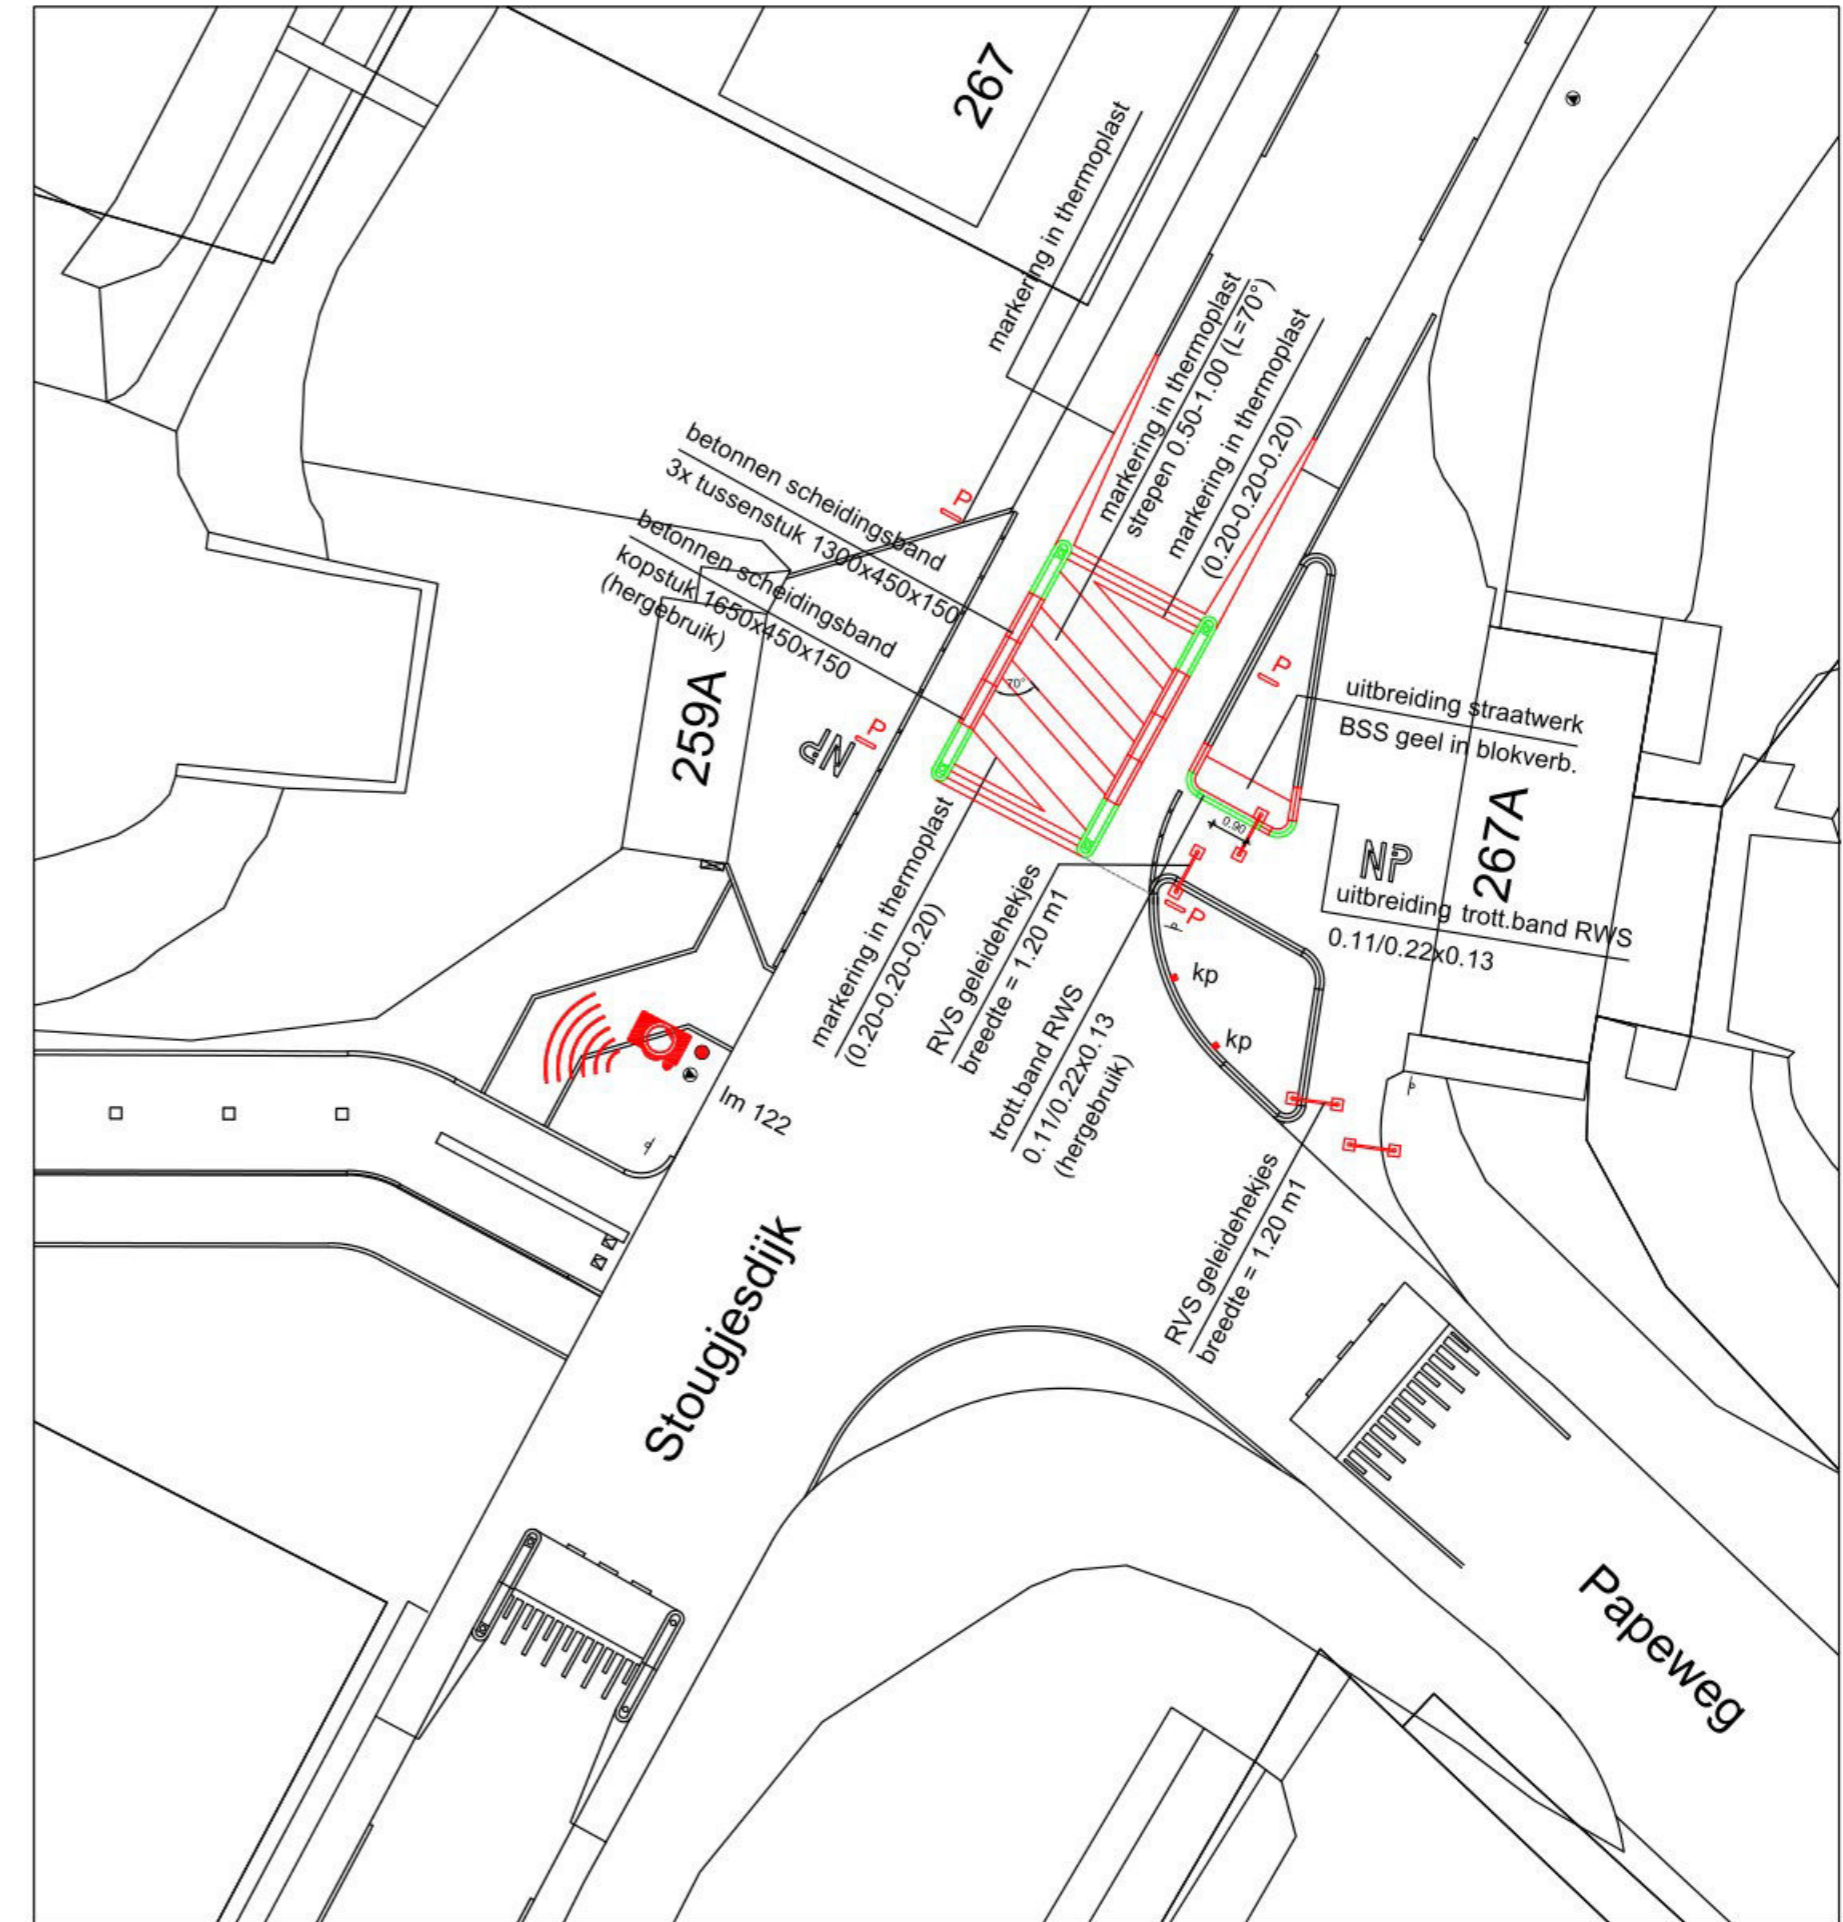 267
markering in thermoplast
markering in thermoplast
strepen 0.50-1.00 (L=70°)
markering in thermoplast
(0.20-0.20-0.20)
betonnen scheidingsband
3x tussenstuk 1300x450x150
betonnen scheidingsband
kopstuk 1650x450x150
(hergebruik)
P
P
P
70°
259A
NP
uitbreiding straatwerk
BSS geel in blokverb.
0.90
NP
267A
uitbreiding trott.band RWS
0.11/0.22x0.13
P
markering in thermoplast
(0.20-0.20-0.20)
RVS geleidehekjes
breedte = 1.20 m1
kp
kp
trott.band RWS
0.11/0.22x0.13
(hergebruik)
lm 122
RVS geleidehekjes
breedte = 1.20 m1
Stougjesdijk
Papeweg